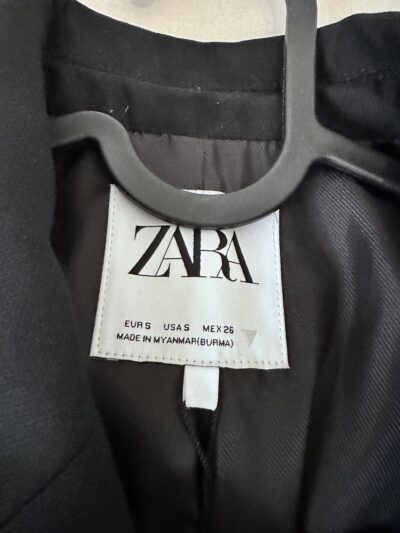 ZARA
EUR S USA S MEX 26
MADE IN MYANMAR(BURMA)